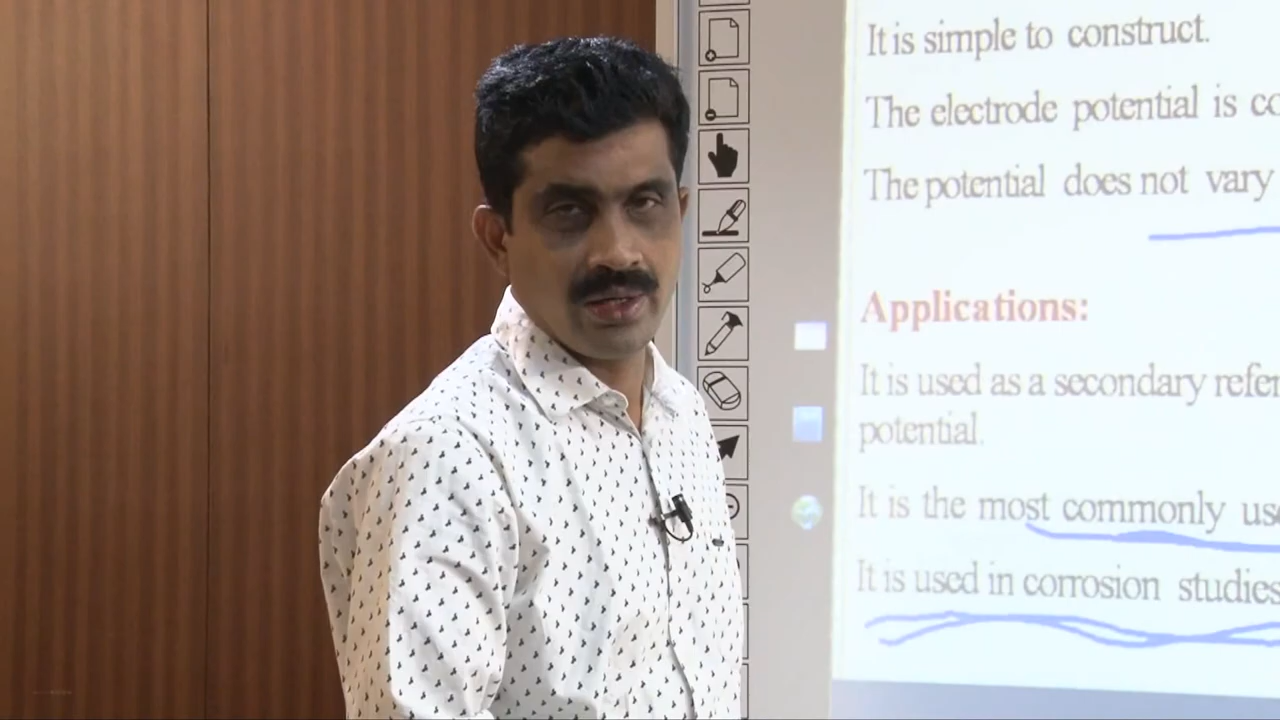 It is simple to construct.
The electrode potential is co
The potential does not vary
Applications:
It is used as a secondary refer
potential.
It is the most commonly use
It is used in corrosion studies